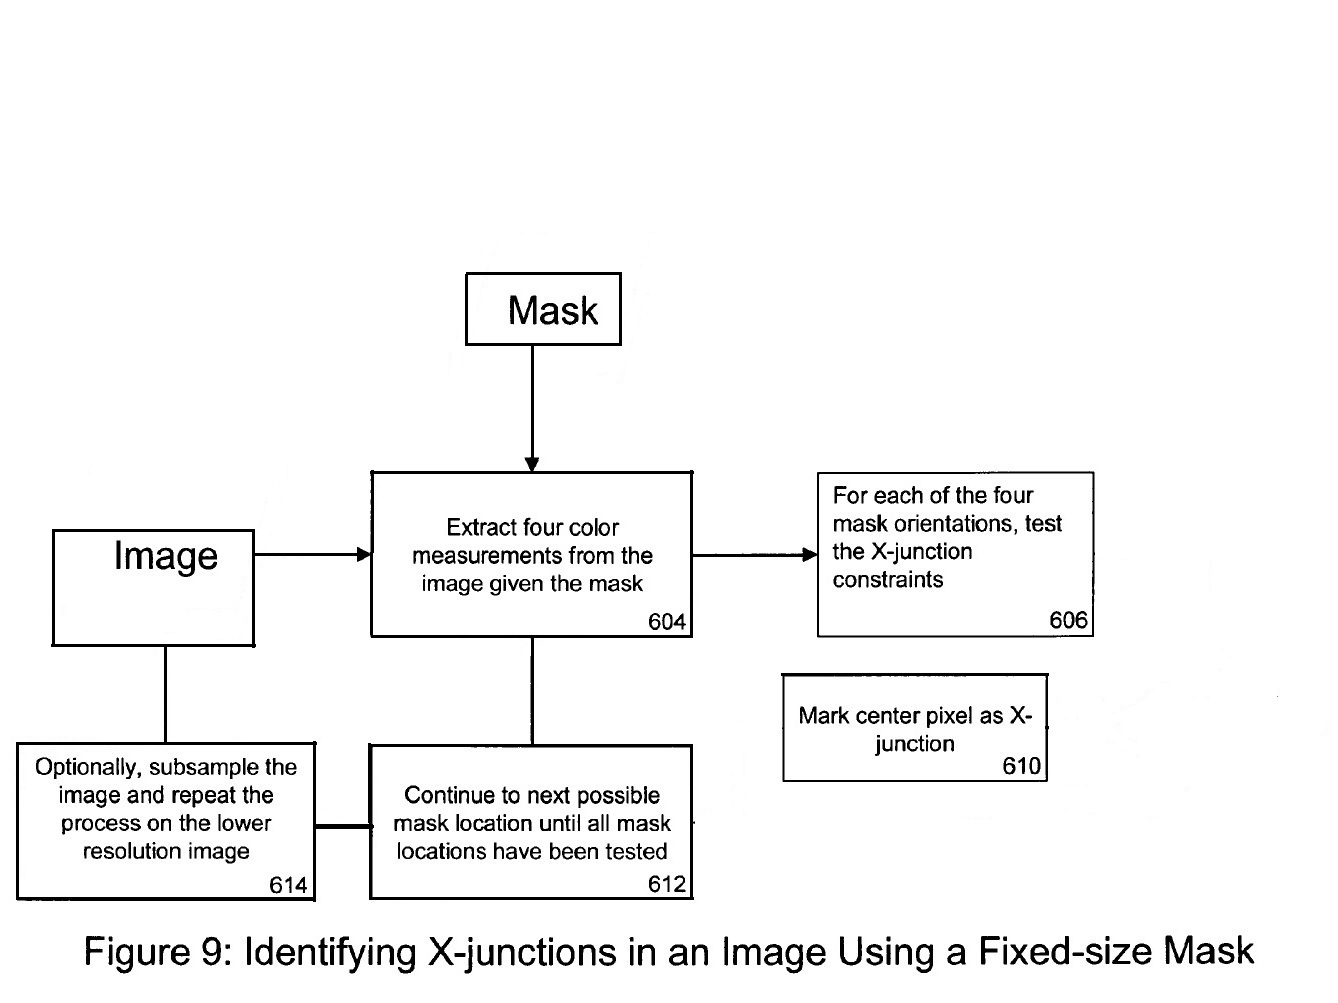 Mask
Image
Extract four color
measurements from the
image given the mask
604
For each of the four
mask orientations, test
the X-junction
constraints
606
Mark center pixel as X-
junction
610
Optionally, subsample the
image and repeat the
process on the lower
resolution image
614
Continue to next possible
mask location until all mask
locations have been tested
612
Figure 9: Identifying X-junctions in an Image Using a Fixed-size Mask